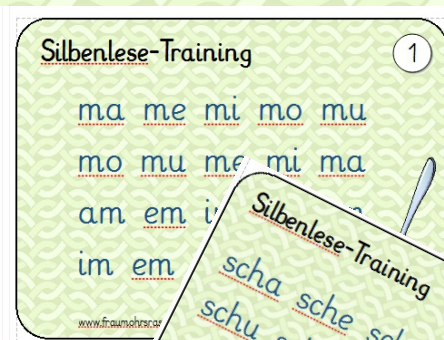 Silbenlese-Training
1
ma me mi mo mu
mo mu me mi ma
am em
im em
Silbenlese-Training
scha sche
schu